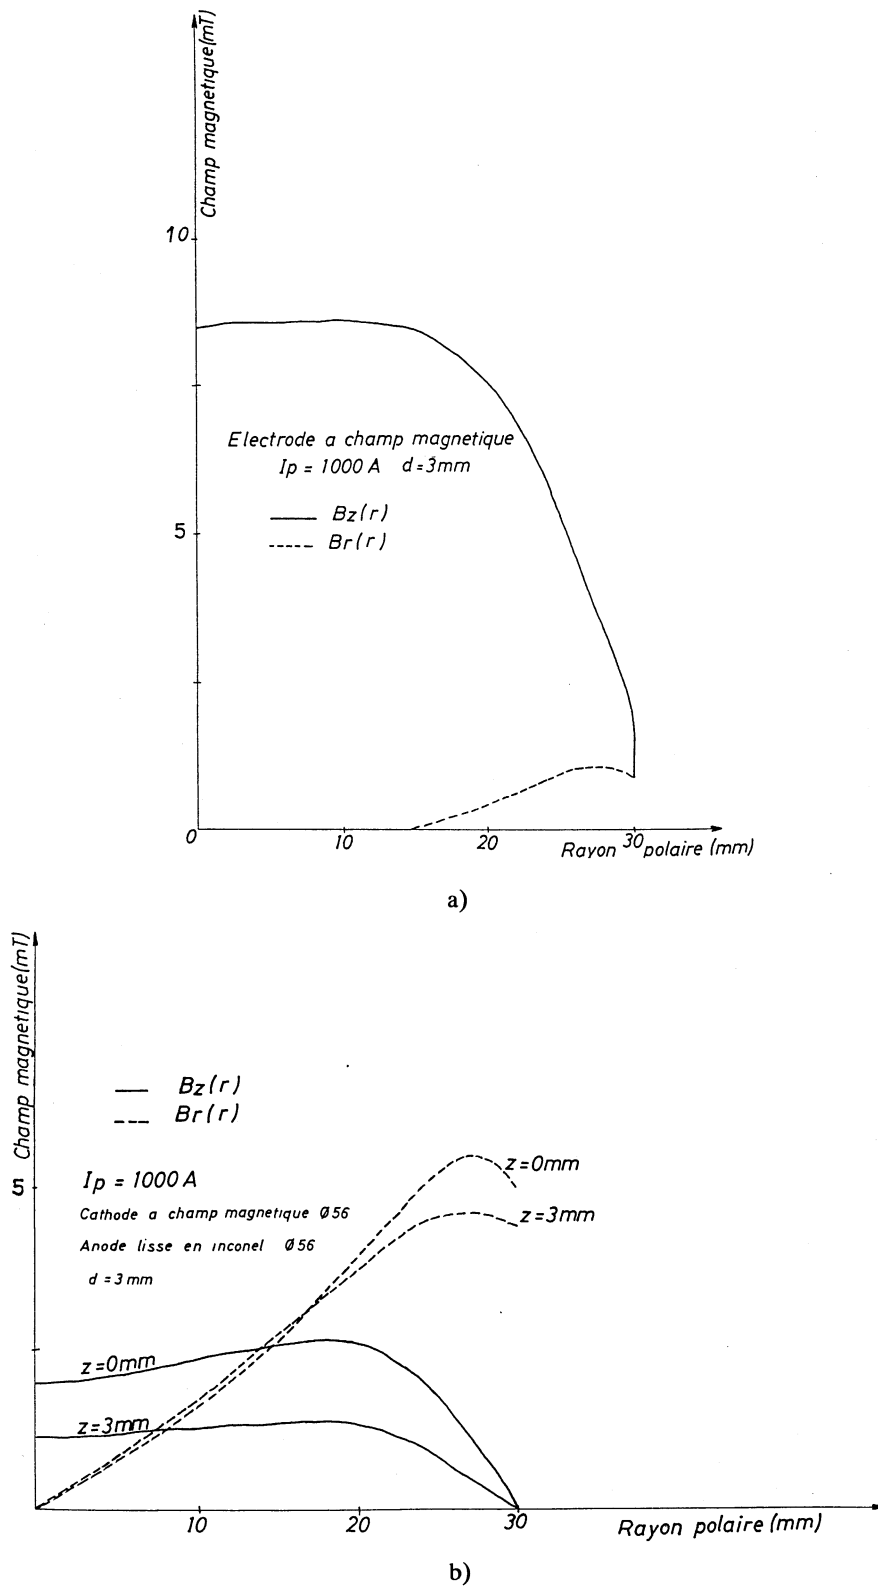 Champ magnetique(mT)
10
Electrode a champ magnetique
Ip = 1000 A d=3mm
Bz(r)
5
Br(r)
0
10
20
30
Rayon polaire (mm)
a)
Champ magnetique(mT)
Bz(r)
Br(r)
5
Ip = 1000 A
z=0mm
Cathode a champ magnetique Ø56
z=3mm
Anode lisse en inconel Ø56
d =3mm
z=0mm
z=3mm
10
20
30
Rayon polaire (mm)
b)